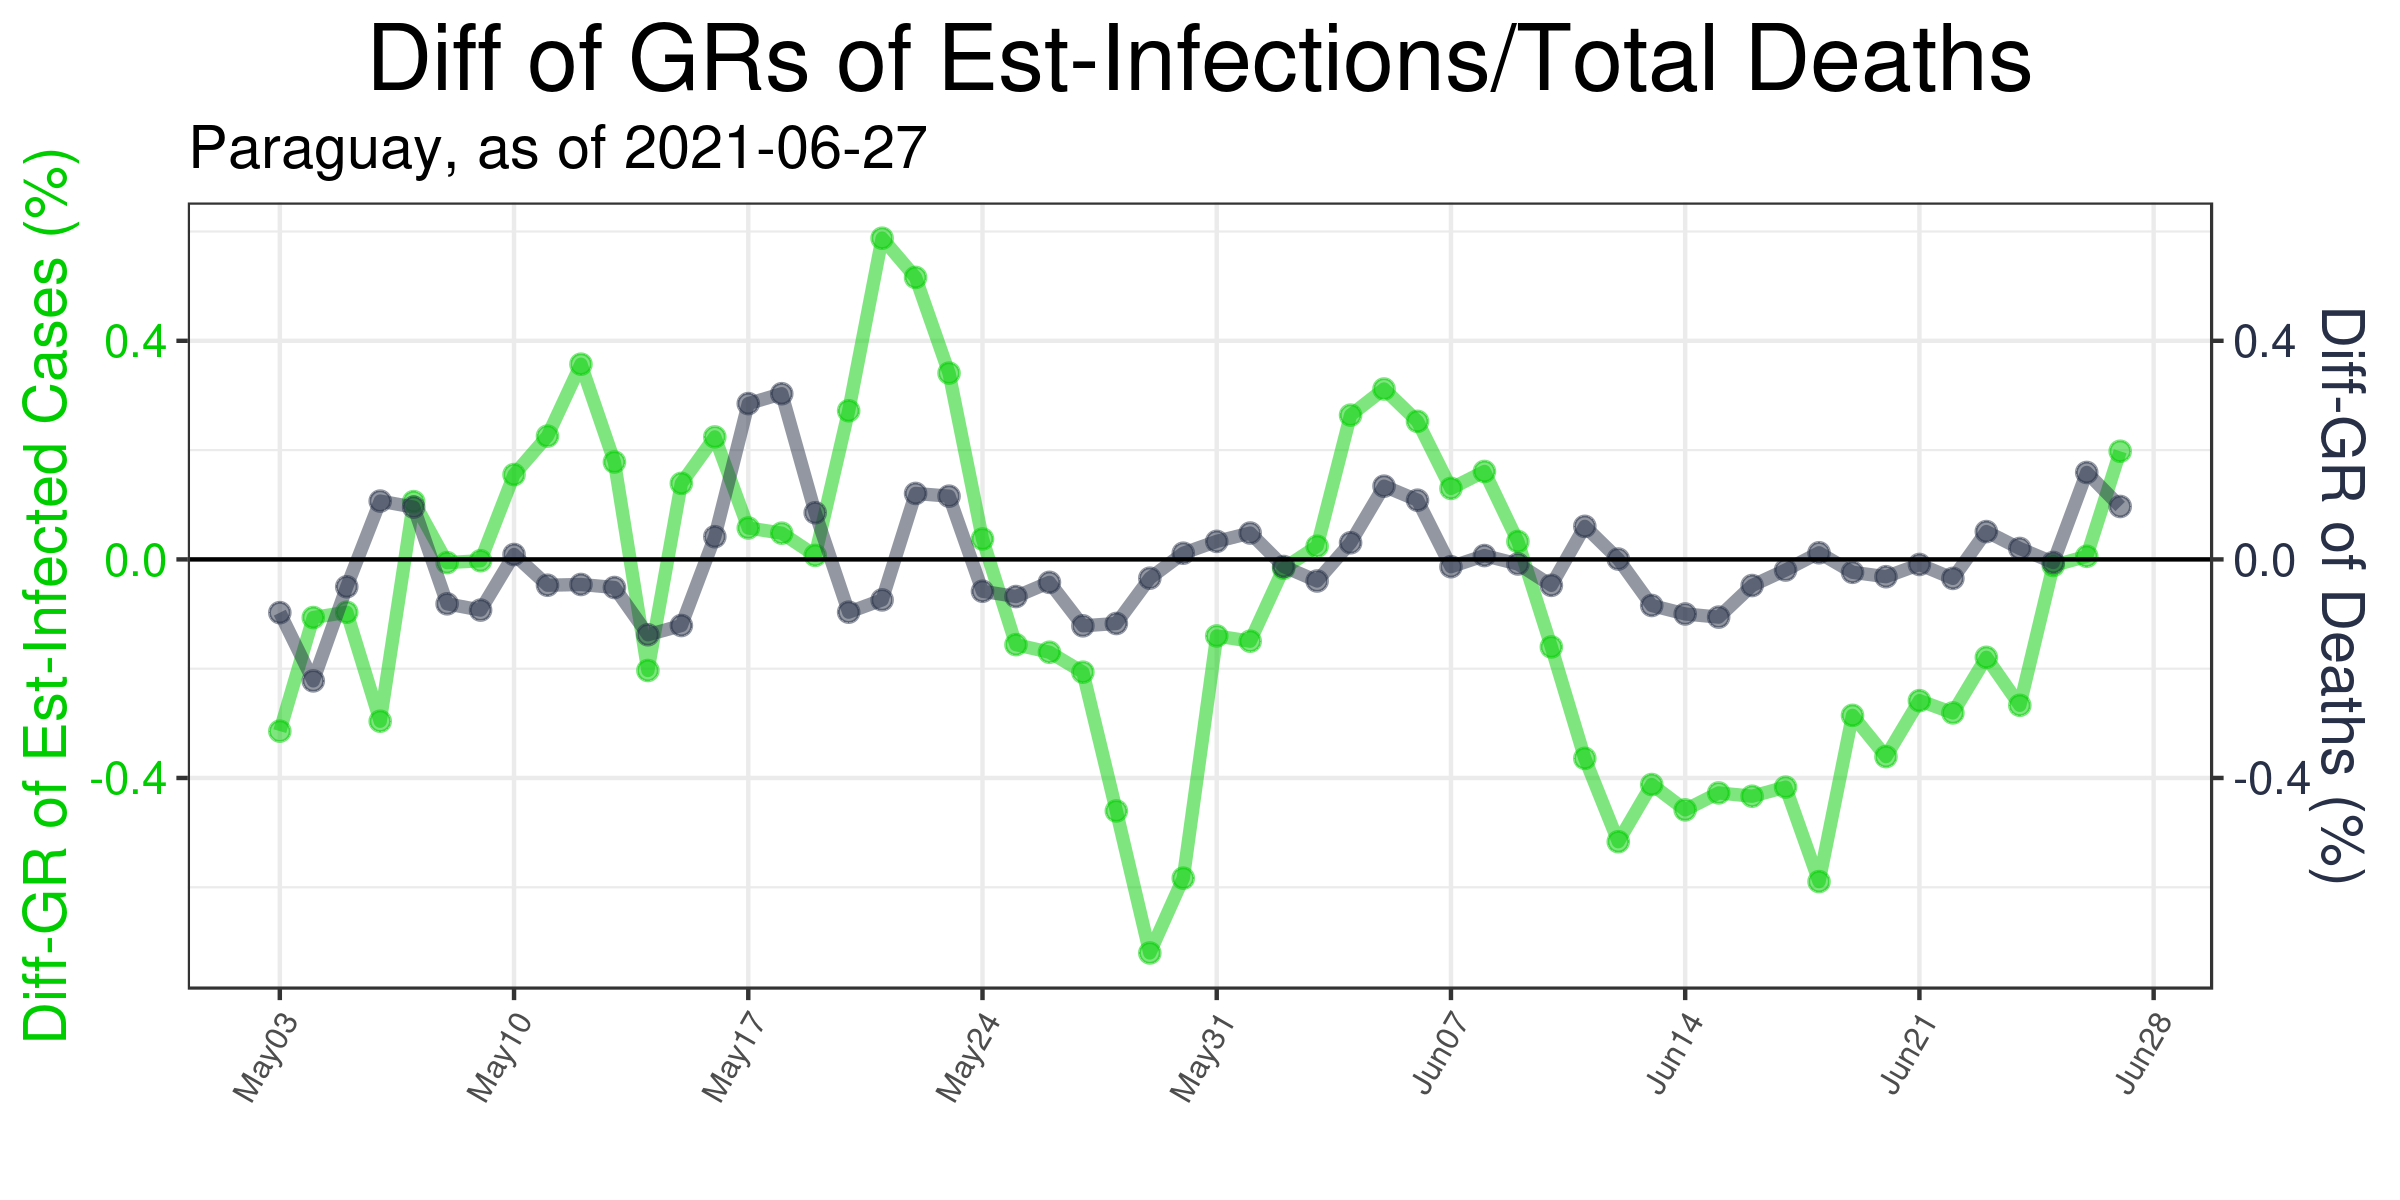 Diff of GRs of Est-Infections/Total Deaths
Paraguay, as of 2021-06-27
Diff-GR of Est-Infected Cases (%)
0.4
0.0
-0.4
0.4
0.0
-0.4
Diff-GR of Deaths (%)
May03
May10
May17
May24
May31
Jun07
Jun14
Jun21
Jun28